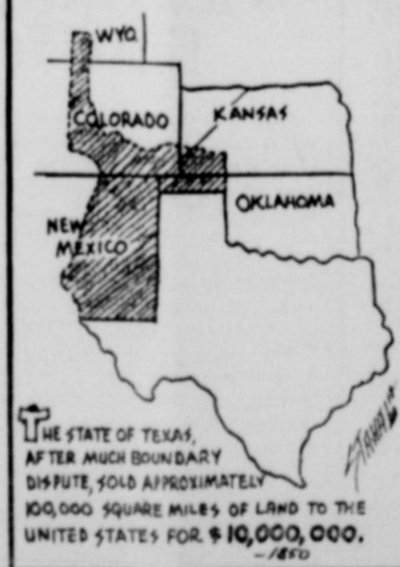 WYO.
COLORADO
KANSAS
OKLAHOMA
NEW
MEXICO
THE STATE OF TEXAS,
AFTER MUCH BOUNDARY
DISPUTE, SOLD APPROXIMATELY
100,000 SQUARE MILES OF LAND TO THE
UNITED STATES FOR $10,000,000.
-1850